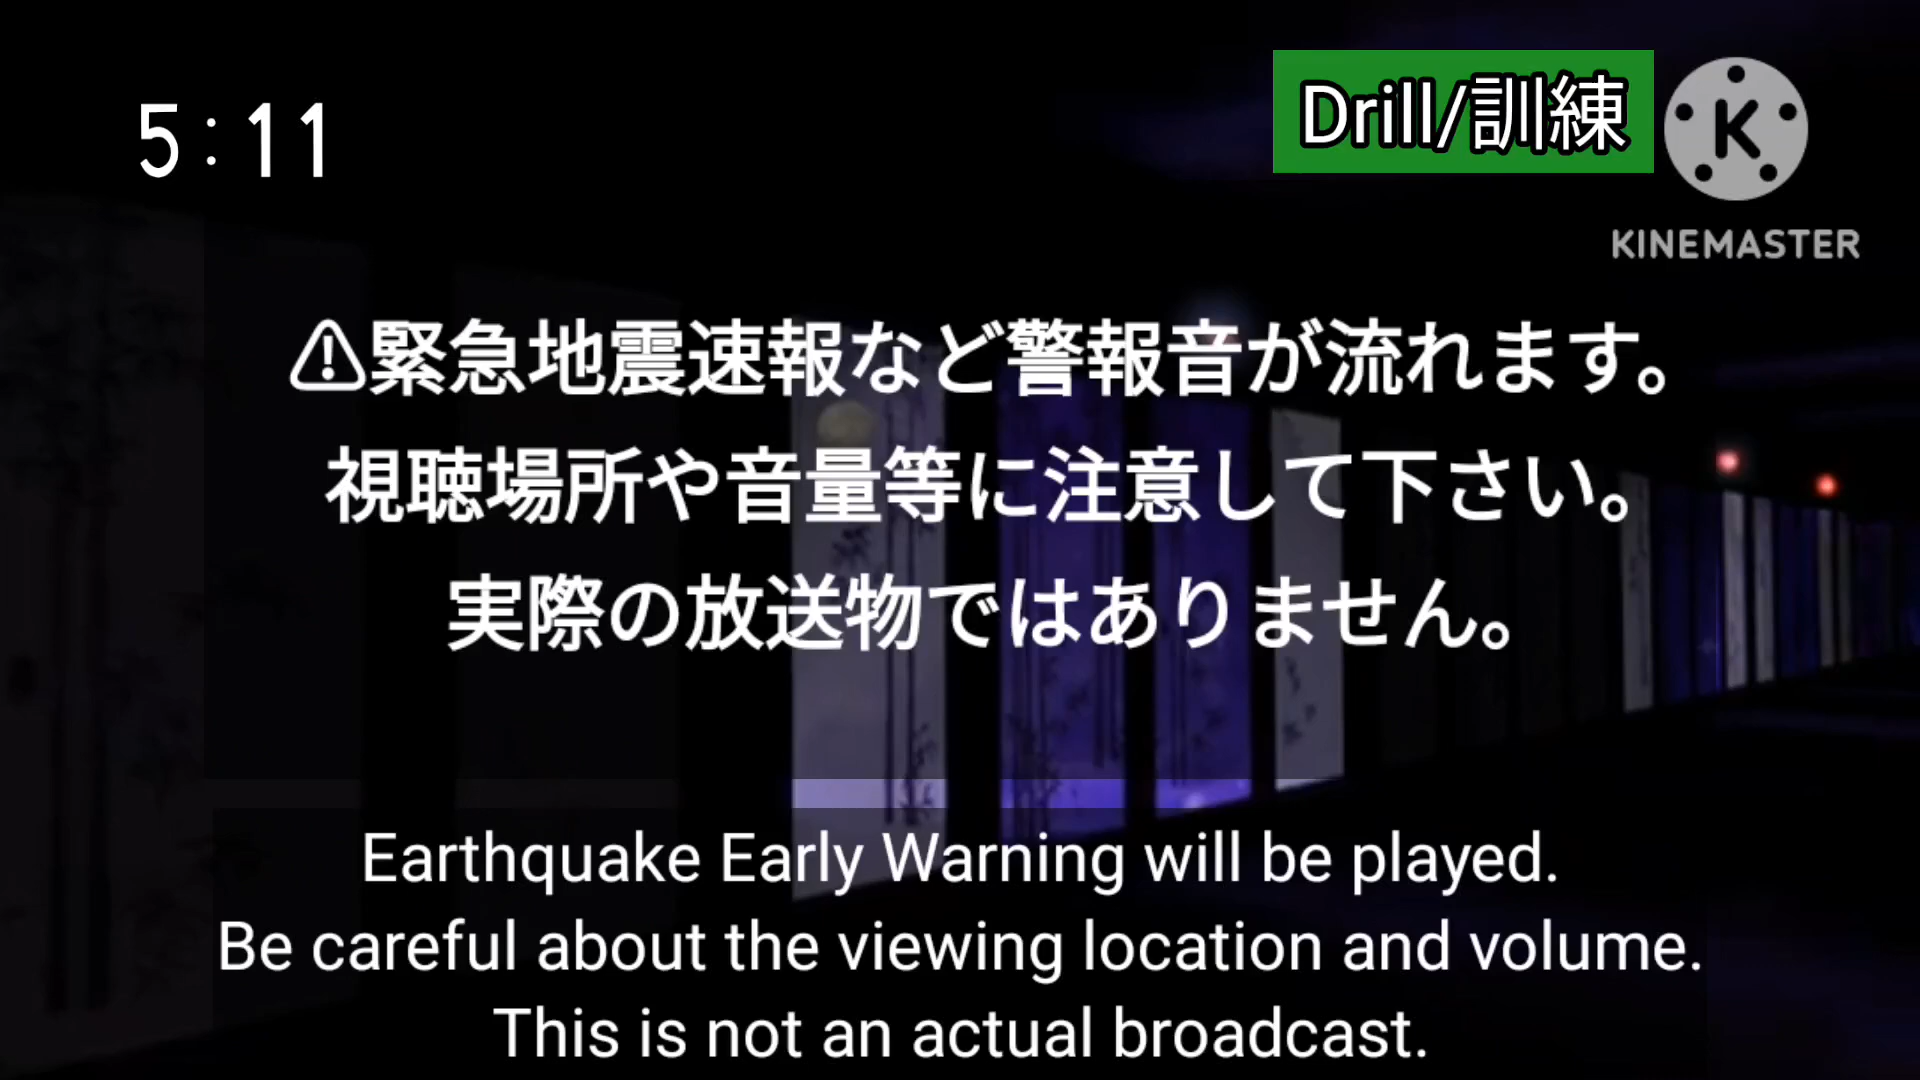 5:11
Drill/訓練
K
KINEMASTER
⚠緊急地震速報など警報音が流れます。
視聴場所や音量等に注意して下さい。
実際の放送物ではありません。
Earthquake Early Warning will be played.
Be careful about the viewing location and volume.
This is not an actual broadcast.